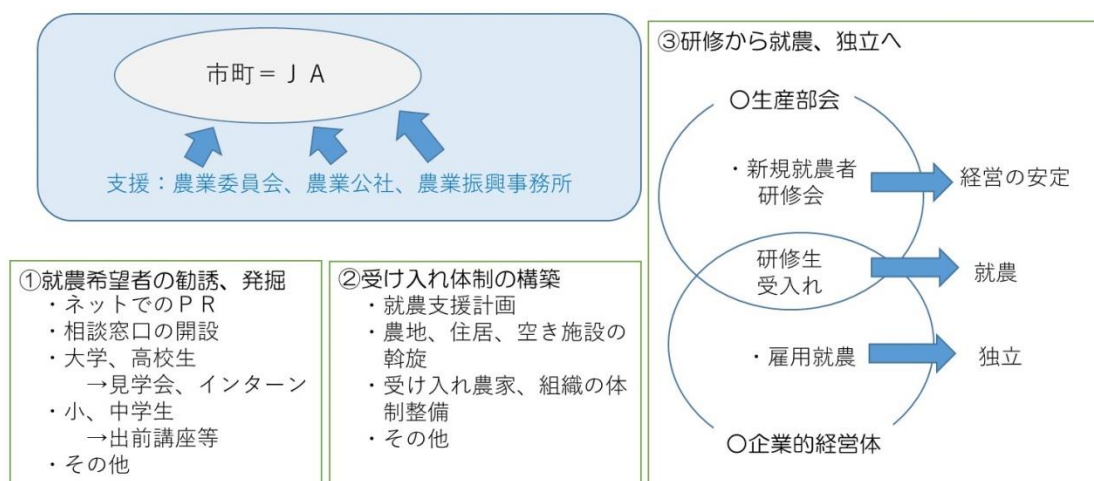 市町＝ＪＡ
支援：農業委員会、農業公社、農業振興事務所
①就農希望者の勧誘、発掘
・ネットでのＰＲ
・相談窓口の開設
・大学、高校生
→見学会、インターン
・小、中学生
→出前講座等
・その他
②受け入れ体制の構築
・就農支援計画
・農地、住居、空き施設の
斡旋
・受け入れ農家、組織の体
制整備
・その他
③研修から就農、独立へ
〇生産部会
・新規就農者
研修会
経営の安定
研修生
受入れ
就農
・雇用就農
独立
〇企業的経営体